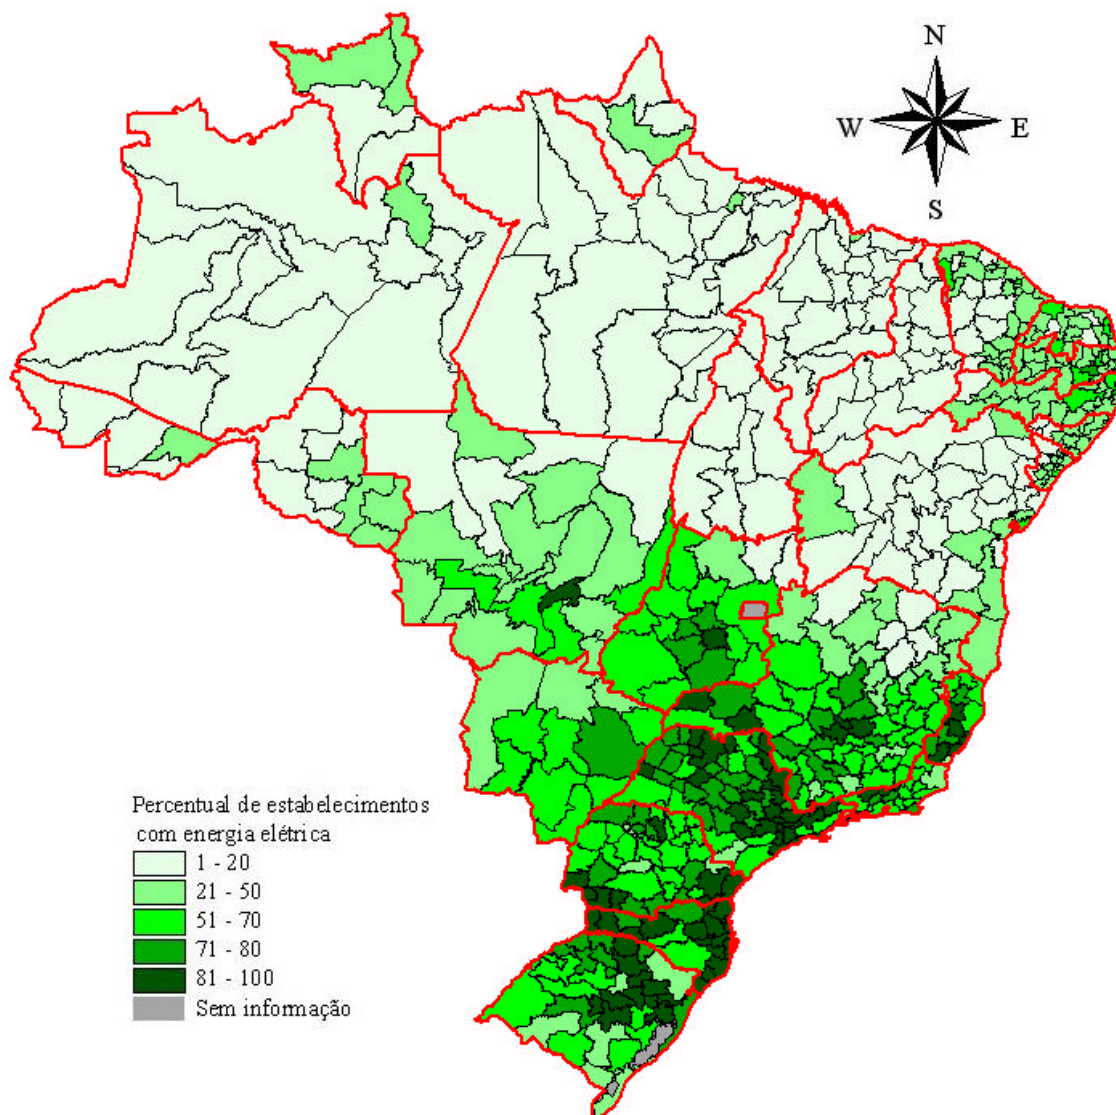 N
W E
S
Percentual de estabelecimentos
com energia elétrica
1 - 20
21 - 50
51 - 70
71 - 80
81 - 100
Sem informação